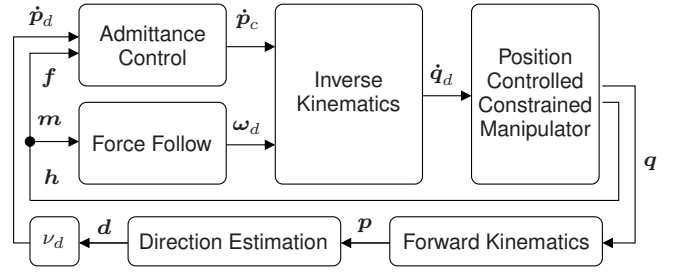 ṗ_d
Admittance
Control
ṗ_c
f
Inverse
Kinematics
q̇_d
Position
Controlled
Constrained
Manipulator
m
Force Follow
ω_d
h
q
ν_d
d
Direction Estimation
p
Forward Kinematics